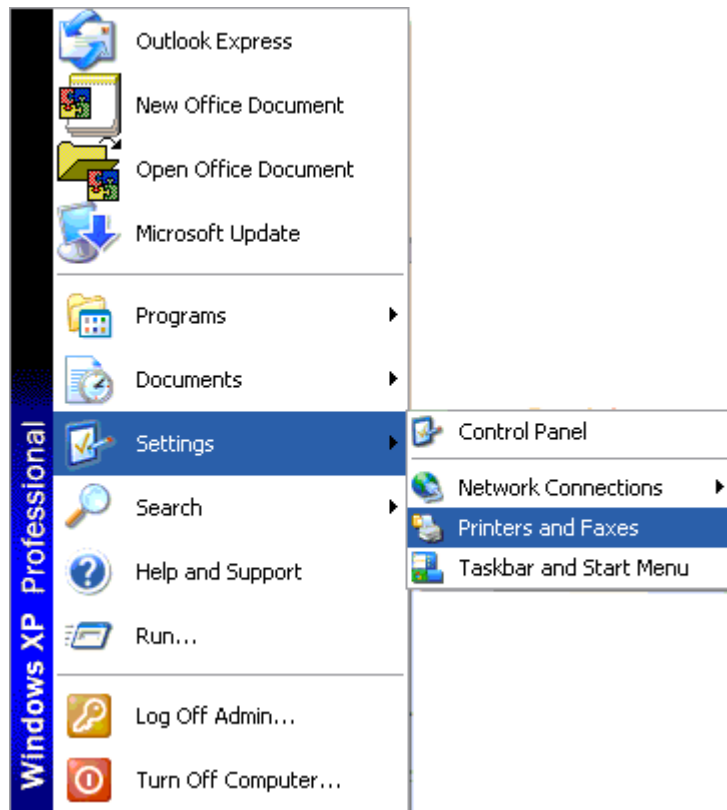 Outlook Express
New Office Document
Open Office Document
Microsoft Update
Programs
Documents
Settings
Search
Help and Support
Run...
Log Off Admin...
Turn Off Computer...
Control Panel
Network Connections
Printers and Faxes
Taskbar and Start Menu
Windows XP Professional